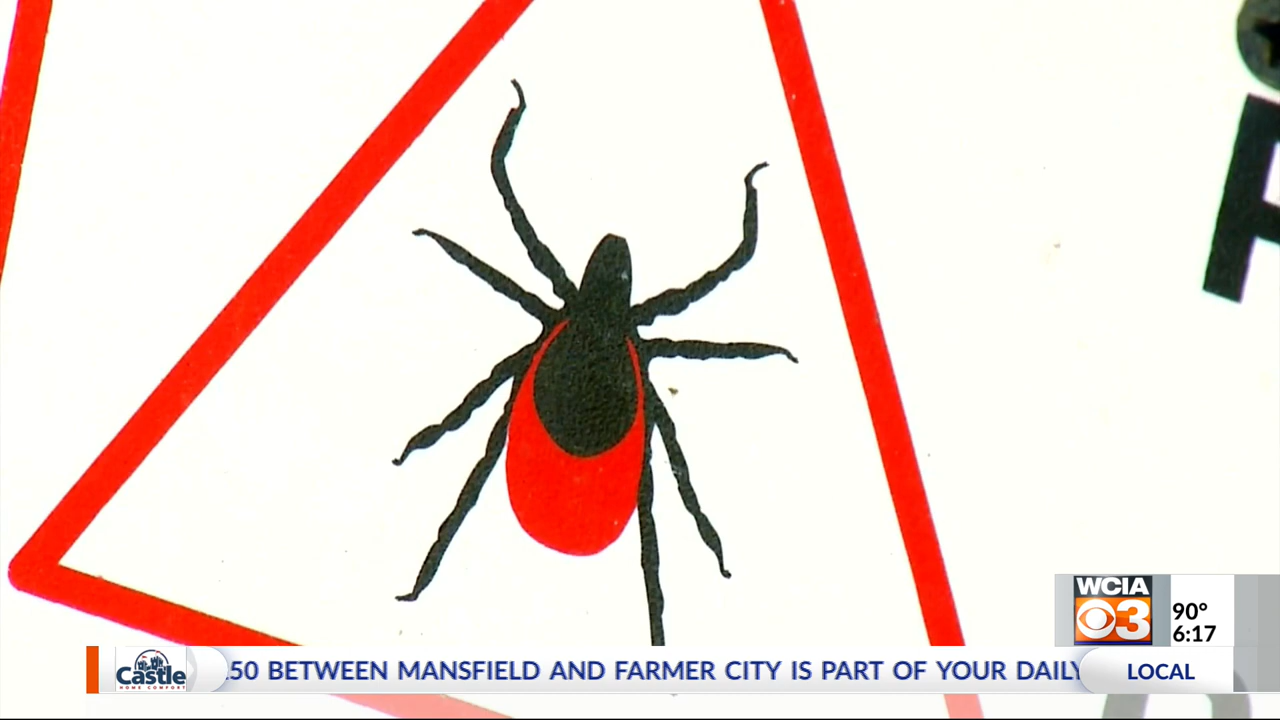 WCIA
3
90°
6:17
Castle
HOME COMFORT
50 BETWEEN MANSFIELD AND FARMER CITY IS PART OF YOUR DAILY
LOCAL